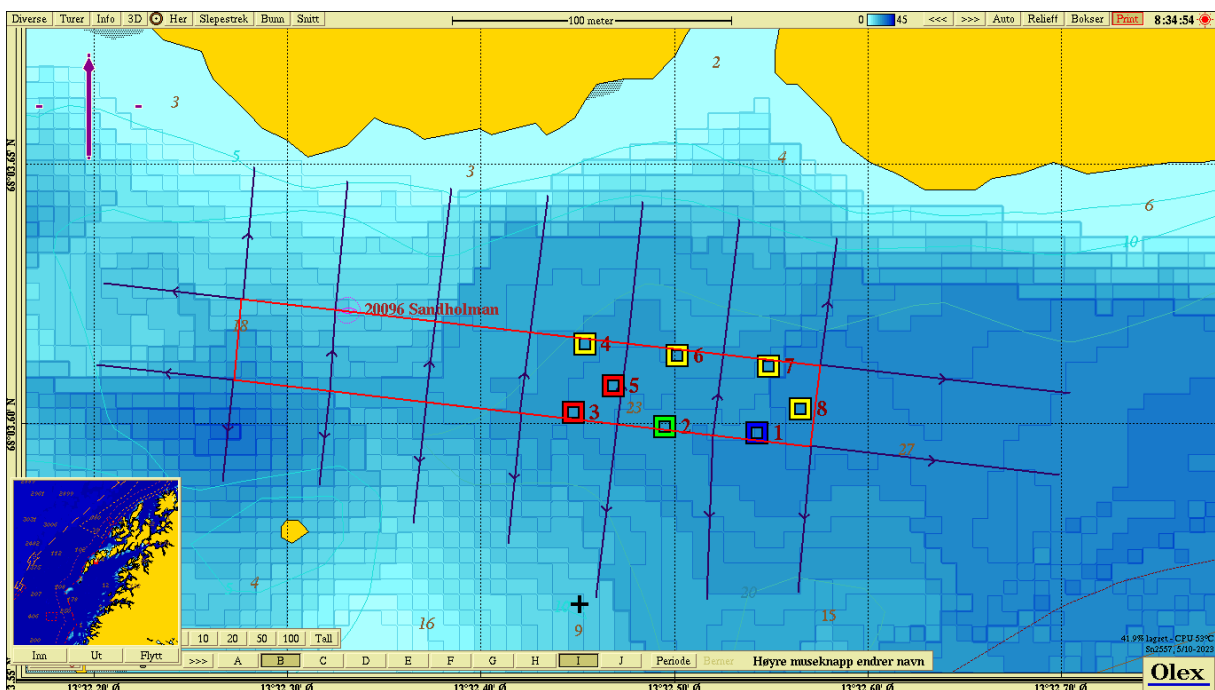 Diverse Turer Info 3D Her Slepestrek Bunn Snitt 100 meter 0 45 <<< >>> Auto Relieff Bokser Print 8:34:54
2
3
5
3
4
6
10
68°03.65 N
20096 Sandholman
18
4
6
7
5
8
3
23
2
1
27
68°03.60 N
4
30
16
9
15
10 20 50 100 Tall
41.9% lagret - CPU 53°C
Sn2557, 5/10-2023
Inn Ut Flytt
>>> A B C D E F G H I J Periode Bemer Høyre museknapp endrer navn
Olex
13°32.20 Ø 13°32.30 Ø 13°32.40 Ø 13°32.50 Ø 13°32.60 Ø 13°32.70 Ø